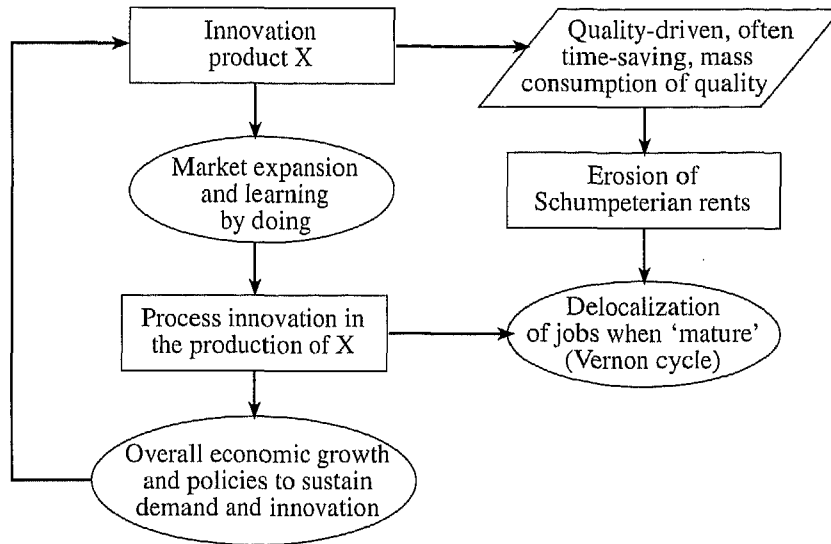 Innovation
product X
Quality-driven, often
time-saving, mass
consumption of quality
Market expansion
and learning
by doing
Erosion of
Schumpeterian rents
Process innovation in
the production of X
Delocalization
of jobs when ‘mature’
(Vernon cycle)
Overall economic growth
and policies to sustain
demand and innovation